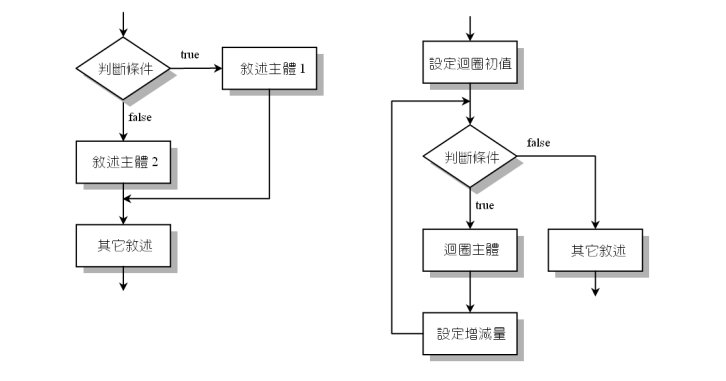 判斷條件
true
敘述主體 1
false
敘述主體 2
其它敘述
設定迴圈初值
判斷條件
false
true
迴圈主體
其它敘述
設定增減量